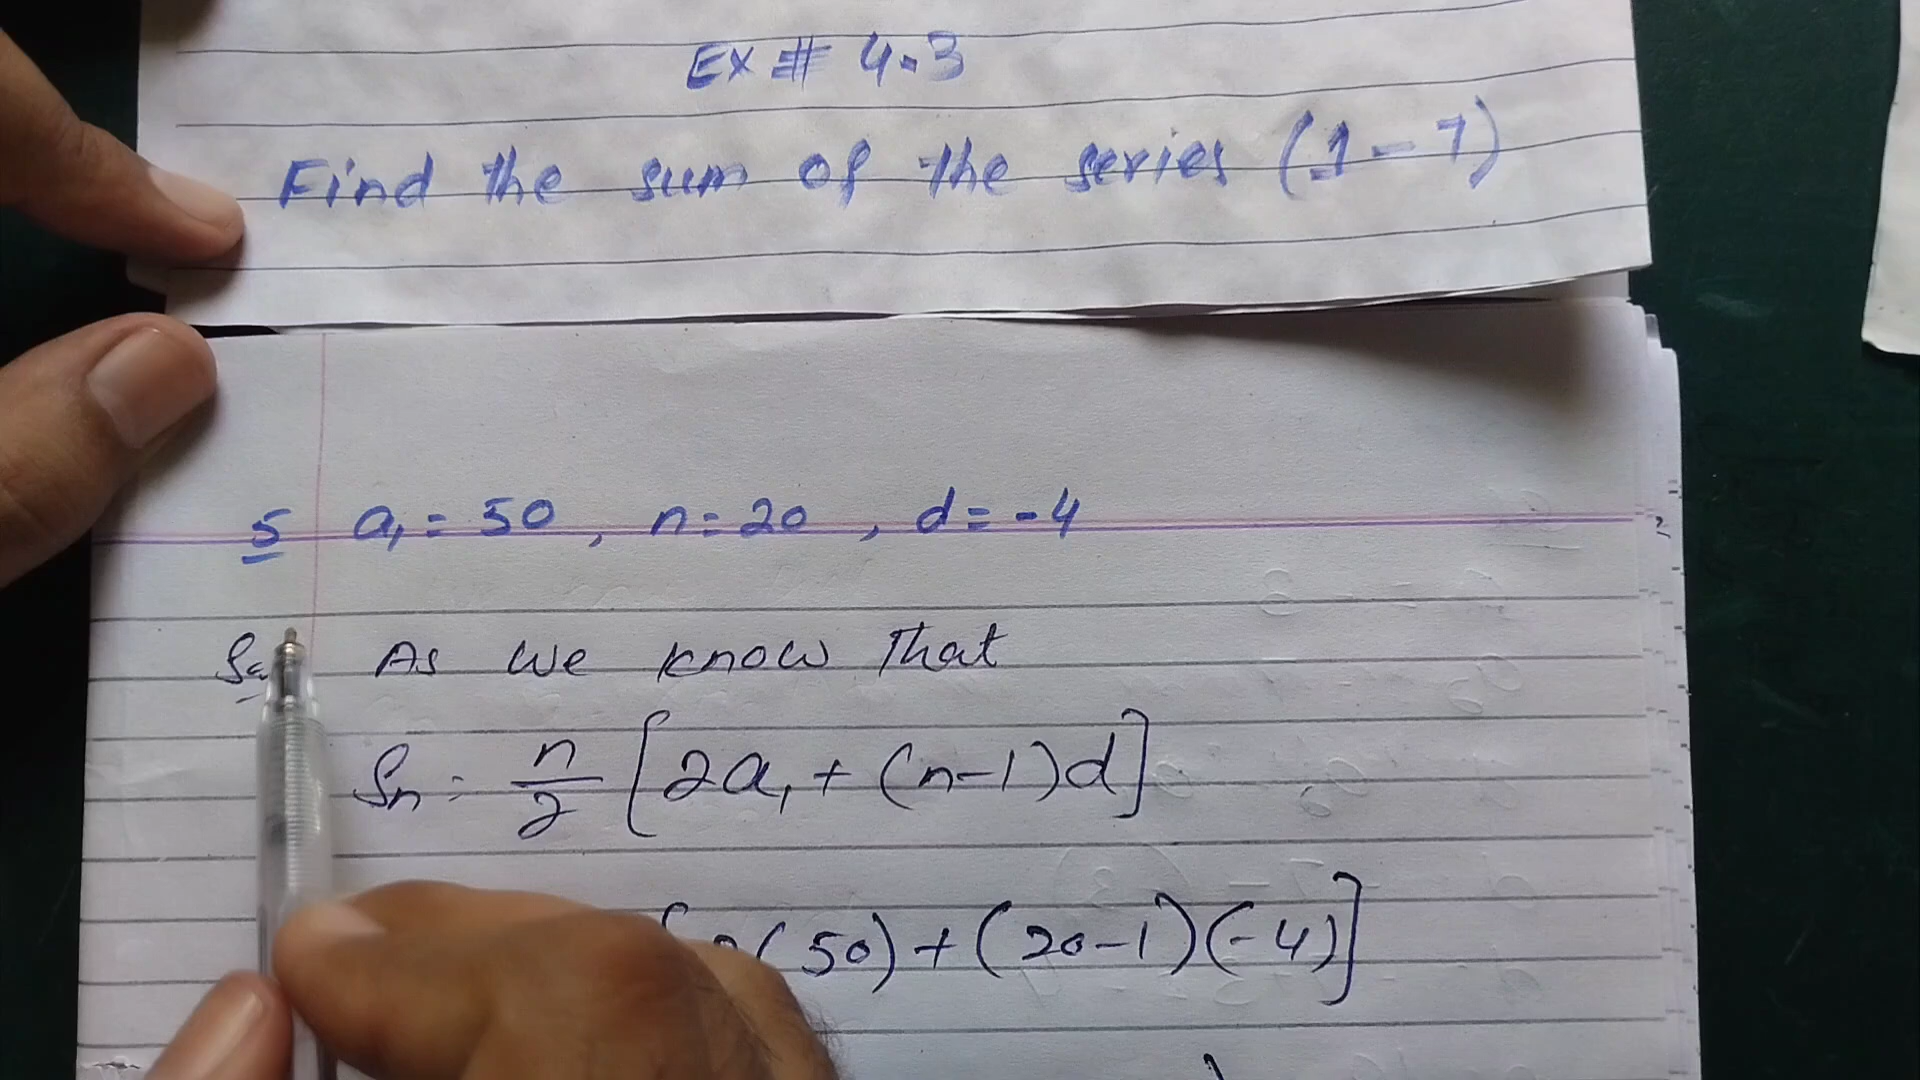 Ex # 4.3
Find the sum of the series (1-7)
5 a₁ = 50 , n = 20 , d = -4
As we know that
Sn = n/2 [2a₁ + (n-1)d]
(50) + (20-1)(-4)]